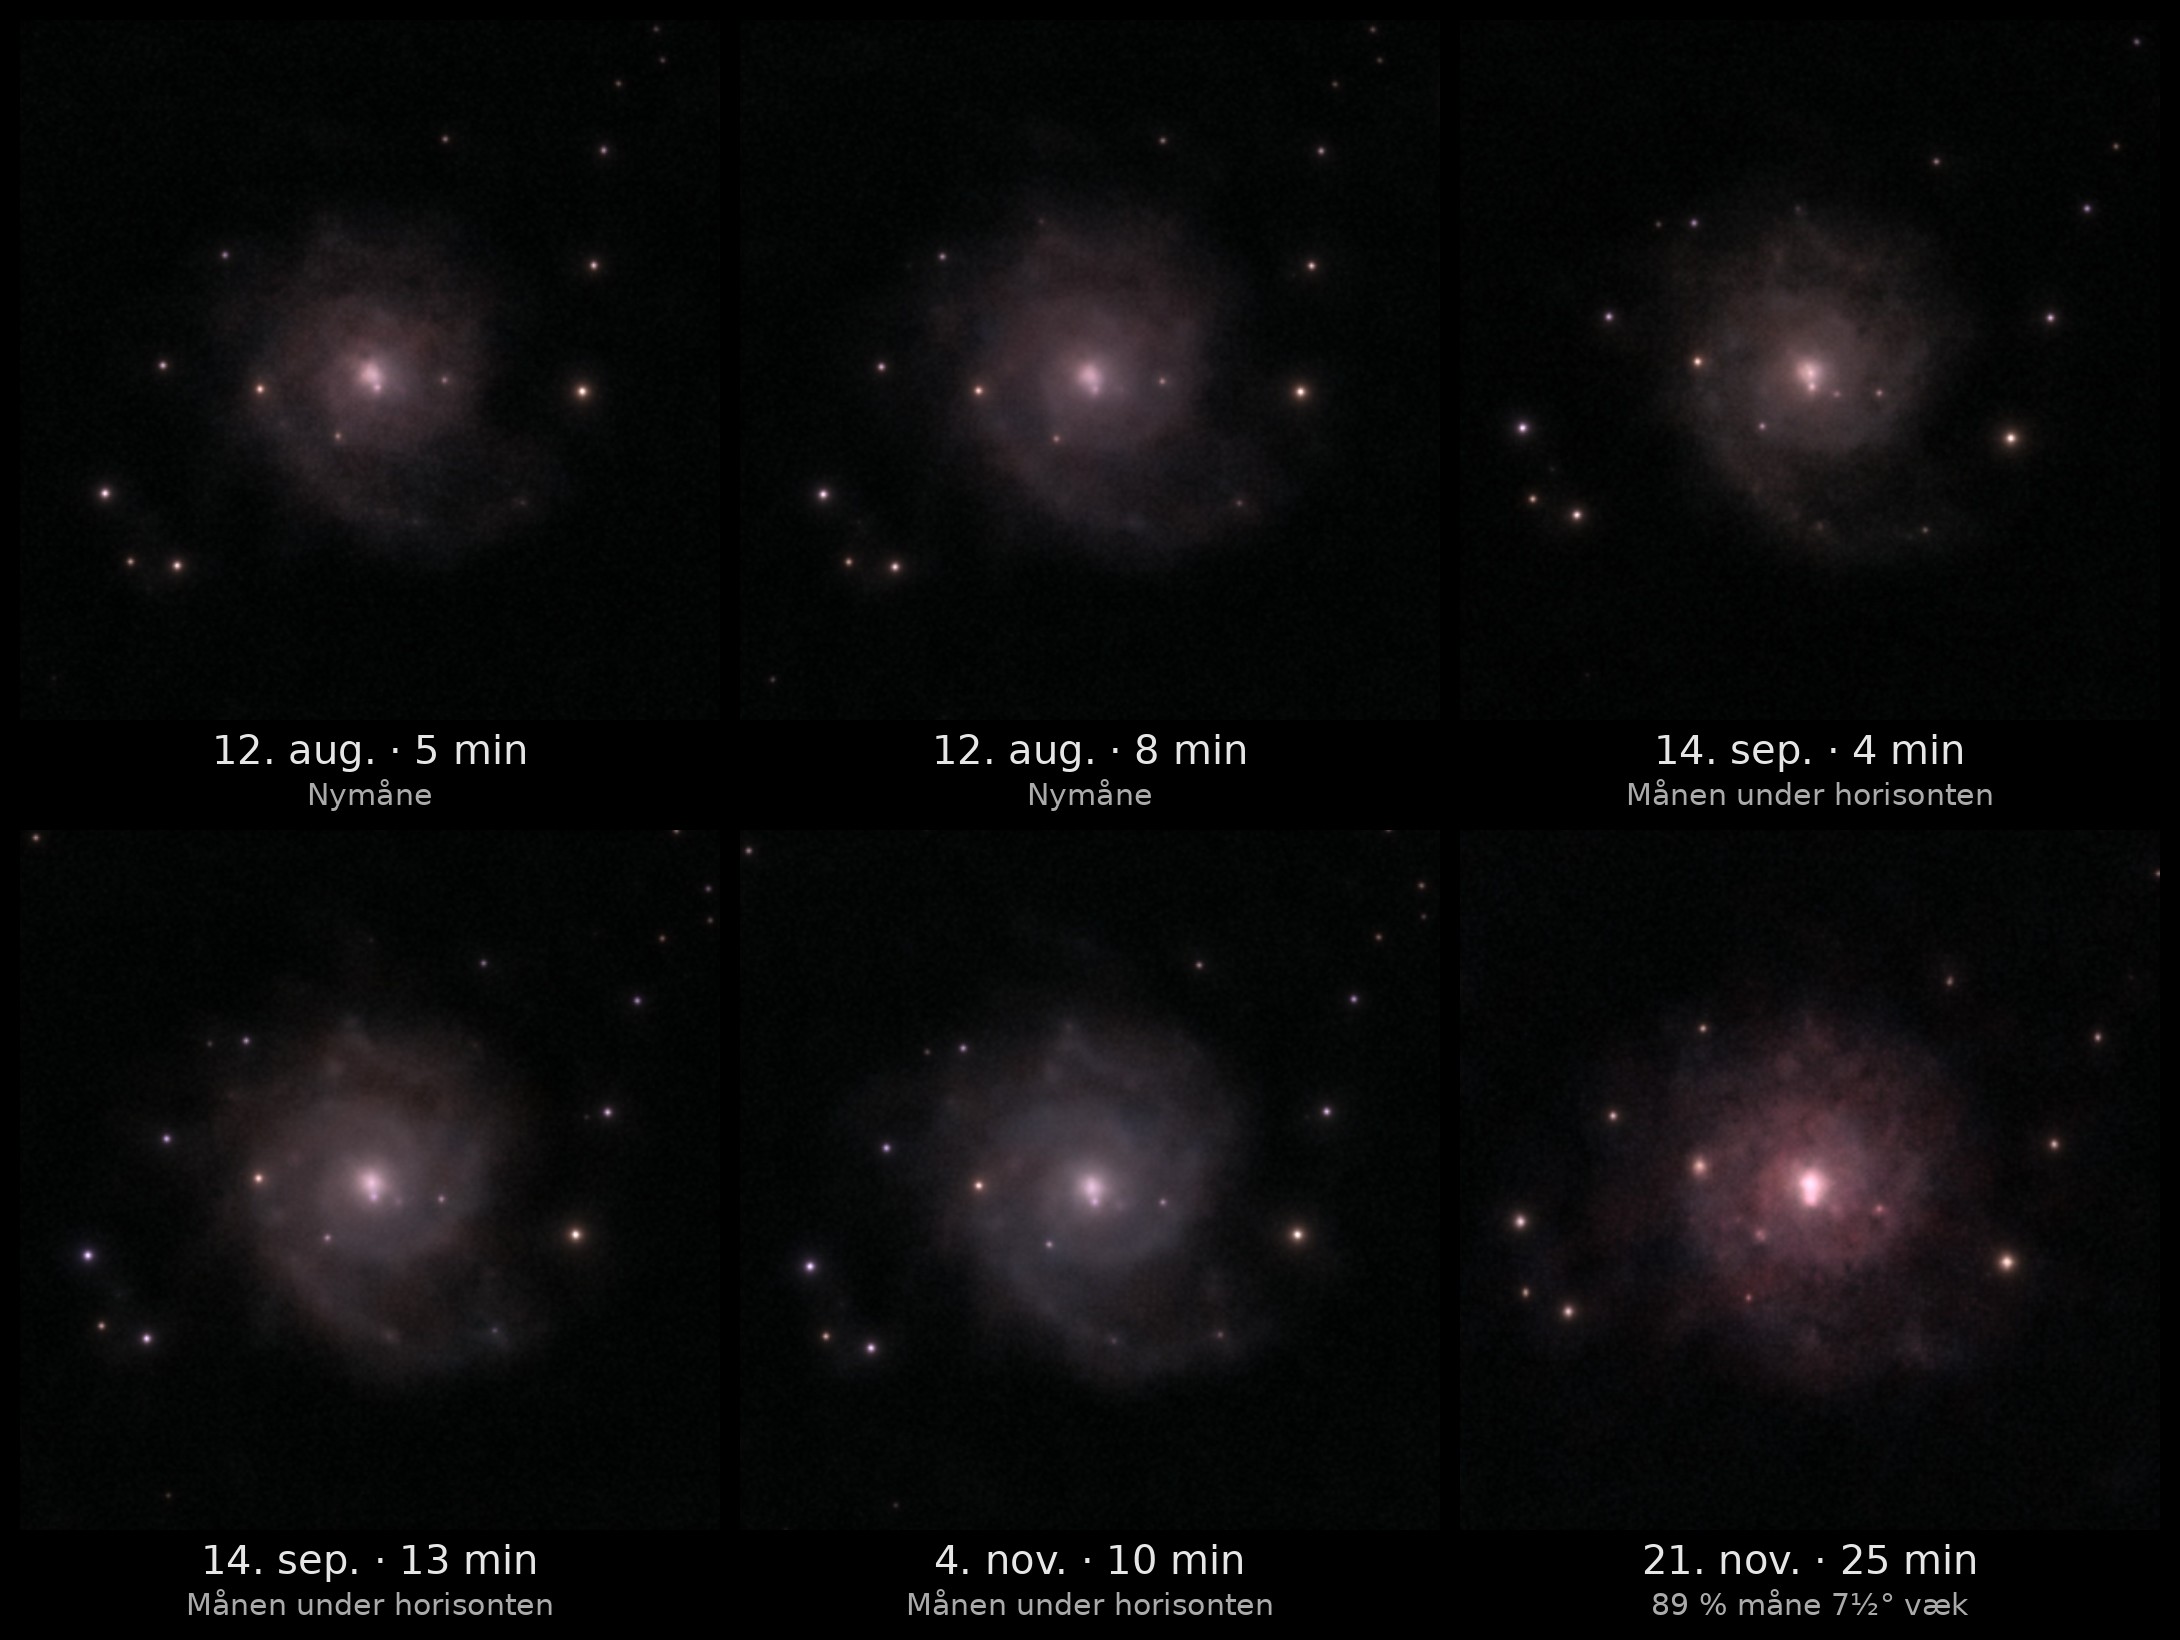 12. aug. · 5 min
Nymåne
12. aug. · 8 min
Nymåne
14. sep. · 4 min
Månen under horisonten
14. sep. · 13 min
Månen under horisonten
4. nov. · 10 min
Månen under horisonten
21. nov. · 25 min
89 % måne 7½° væk